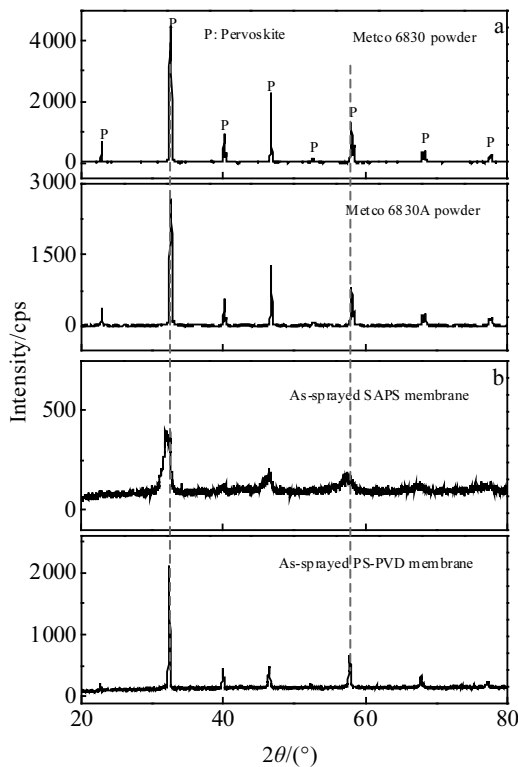 P
a
4000
P: Pervoskite
Metco 6830 powder
2000
P
P
P
P
P
P
P
0
3000
Metco 6830A powder
1500
0
b
As-sprayed SAPS membrane
500
0
As-sprayed PS-PVD membrane
2000
1000
0
20
40
60
80
Intensity/cps
2θ/(°)